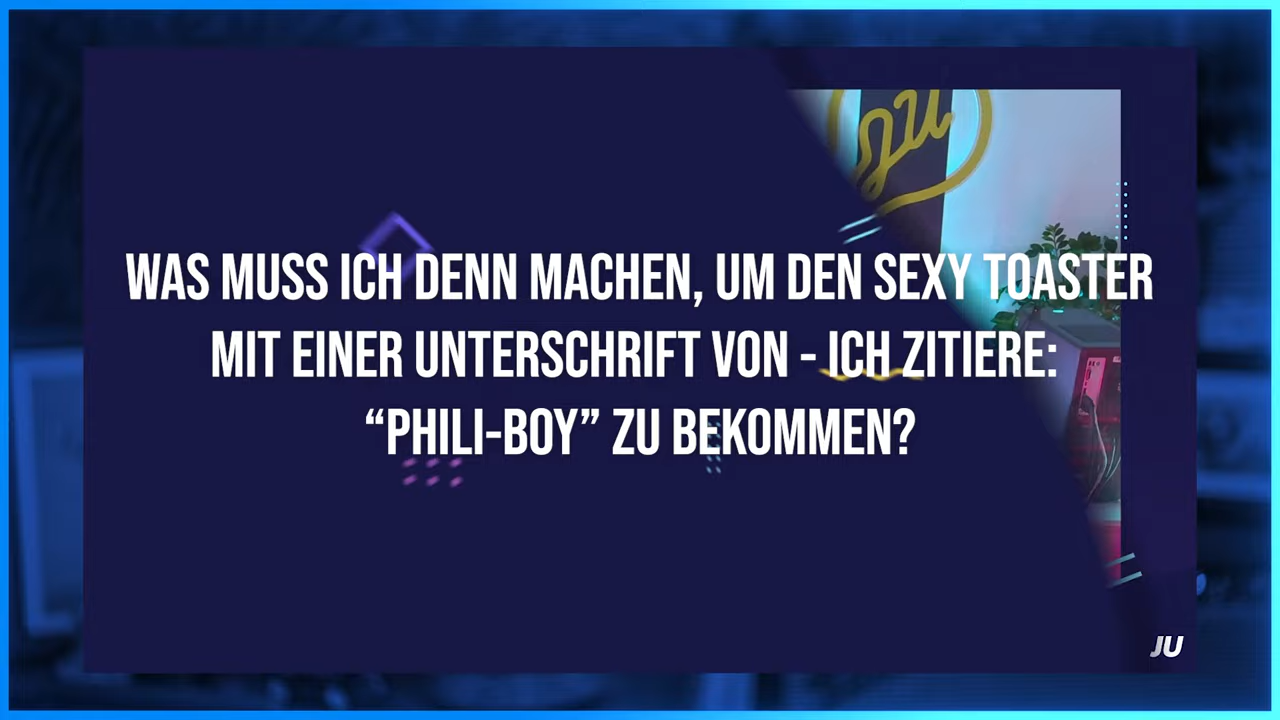 JU
WAS MUSS ICH DENN MACHEN, UM DEN SEXY TOASTER
MIT EINER UNTERSCHRIFT VON - ICH ZITIERE:
“PHILI-BOY” ZU BEKOMMEN?
JU